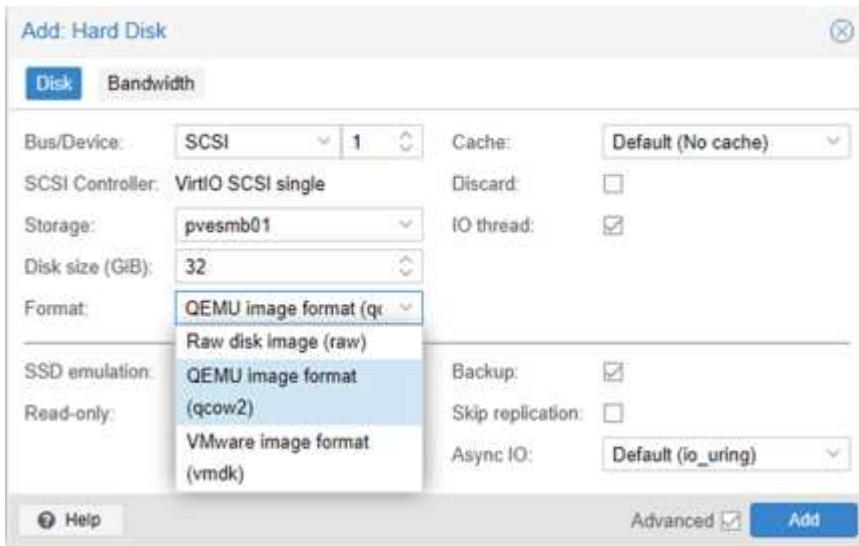 Add: Hard Disk
Disk Bandwidth
Bus/Device: SCSI 1 Cache: Default (No cache)
SCSI Controller: VirtIO SCSI single Discard:
Storage: pvesmb01 IO thread:
Disk size (GiB): 32
Format: QEMU image format (qc
Raw disk image (raw)
SSD emulation: QEMU image format Backup:
Read-only: (qcow2) Skip replication:
VMware image format Async IO: Default (io_uring)
(vmdk)
Help Advanced Add